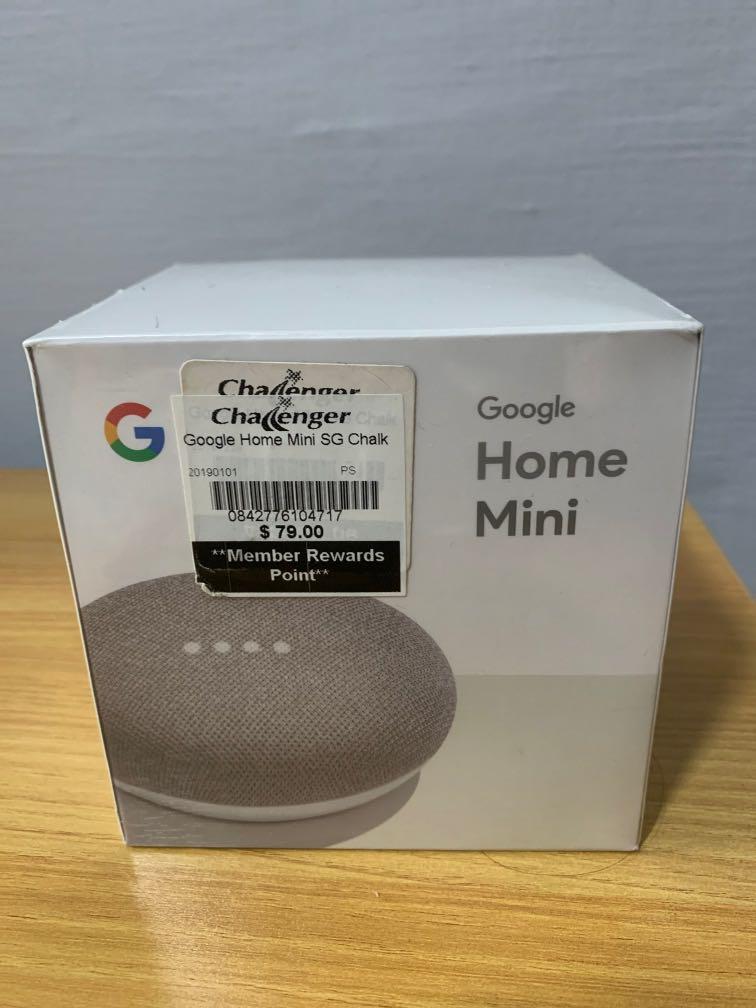 Challenger
Challenger
Google Home Mini SG Chalk
20190101 PS
0842776104717
$ 79.00
**Member Rewards
Point**
Google
Home
Mini